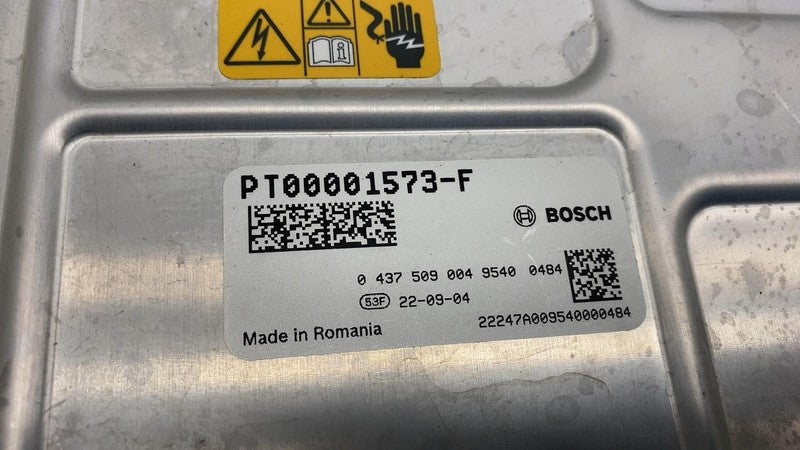 PT00001573-F
BOSCH
0 437 509 004 9540 0484
53F 22-09-04
Made in Romania
22247A009540000484